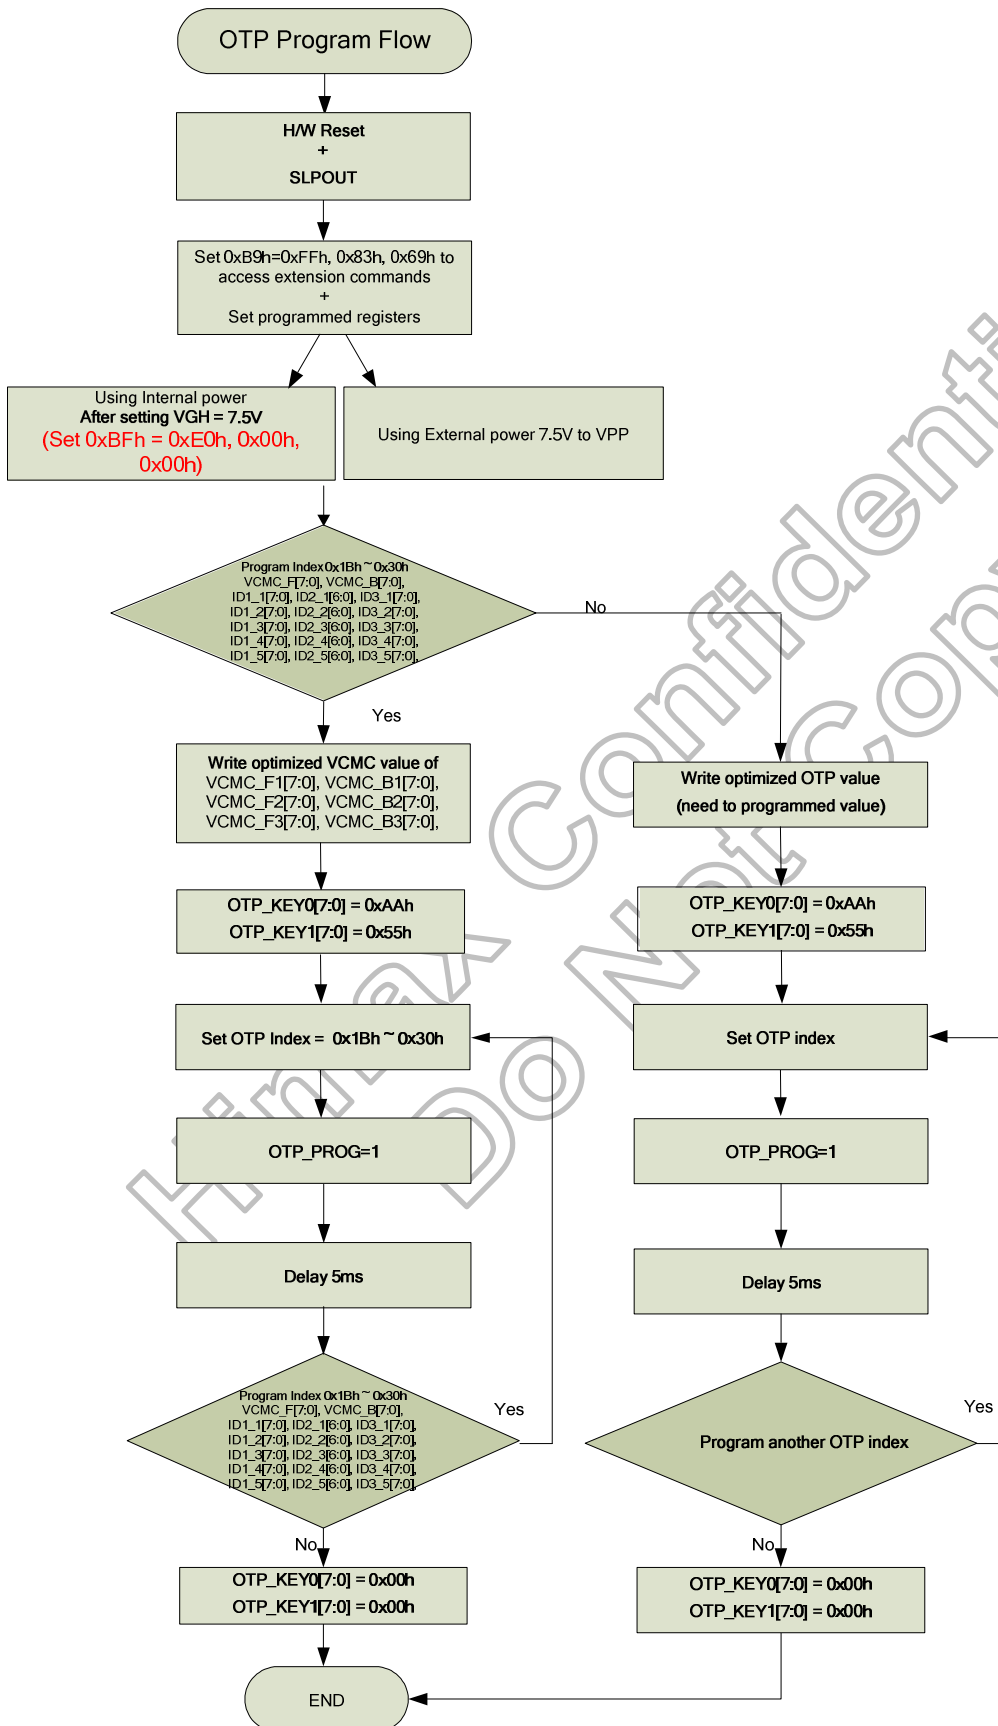 OTP Program Flow
H/W Reset
+
SLPOUT
Set 0xB9h=0xFFh, 0x83h, 0x69h to
access extension commands
+
Set programmed registers
Using Internal power
After setting VGH = 7.5V
(Set 0xBFh = 0xE0h, 0x00h,
0x00h)
Using External power 7.5V to VPP
Program Index 0x1Bh ~ 0x30h
VCMC_F[7:0], VCMC_B[7:0],
ID1_1[7:0], ID2_1[6:0], ID3_1[7:0],
ID1_2[7:0], ID2_2[6:0], ID3_2[7:0],
ID1_3[7:0], ID2_3[6:0], ID3_3[7:0],
ID1_4[7:0], ID2_4[6:0], ID3_4[7:0],
ID1_5[7:0], ID2_5[6:0], ID3_5[7:0],
No
Yes
Write optimized VCMC value of
VCMC_F1[7:0], VCMC_B1[7:0],
VCMC_F2[7:0], VCMC_B2[7:0],
VCMC_F3[7:0], VCMC_B3[7:0],
Write optimized OTP value
(need to programmed value)
OTP_KEY0[7:0] = 0xAAh
OTP_KEY1[7:0] = 0x55h
OTP_KEY0[7:0] = 0xAAh
OTP_KEY1[7:0] = 0x55h
Set OTP Index = 0x1Bh ~ 0x30h
Set OTP index
OTP_PROG=1
OTP_PROG=1
Delay 5ms
Delay 5ms
Program Index 0x1Bh ~ 0x30h
VCMC_F[7:0], VCMC_B[7:0],
ID1_1[7:0], ID2_1[6:0], ID3_1[7:0],
ID1_2[7:0], ID2_2[6:0], ID3_2[7:0],
ID1_3[7:0], ID2_3[6:0], ID3_3[7:0],
ID1_4[7:0], ID2_4[6:0], ID3_4[7:0],
ID1_5[7:0], ID2_5[6:0], ID3_5[7:0],
Yes
Program another OTP index
Yes
No
No
OTP_KEY0[7:0] = 0x00h
OTP_KEY1[7:0] = 0x00h
OTP_KEY0[7:0] = 0x00h
OTP_KEY1[7:0] = 0x00h
END
Himax Confidenti
Do Not Copy